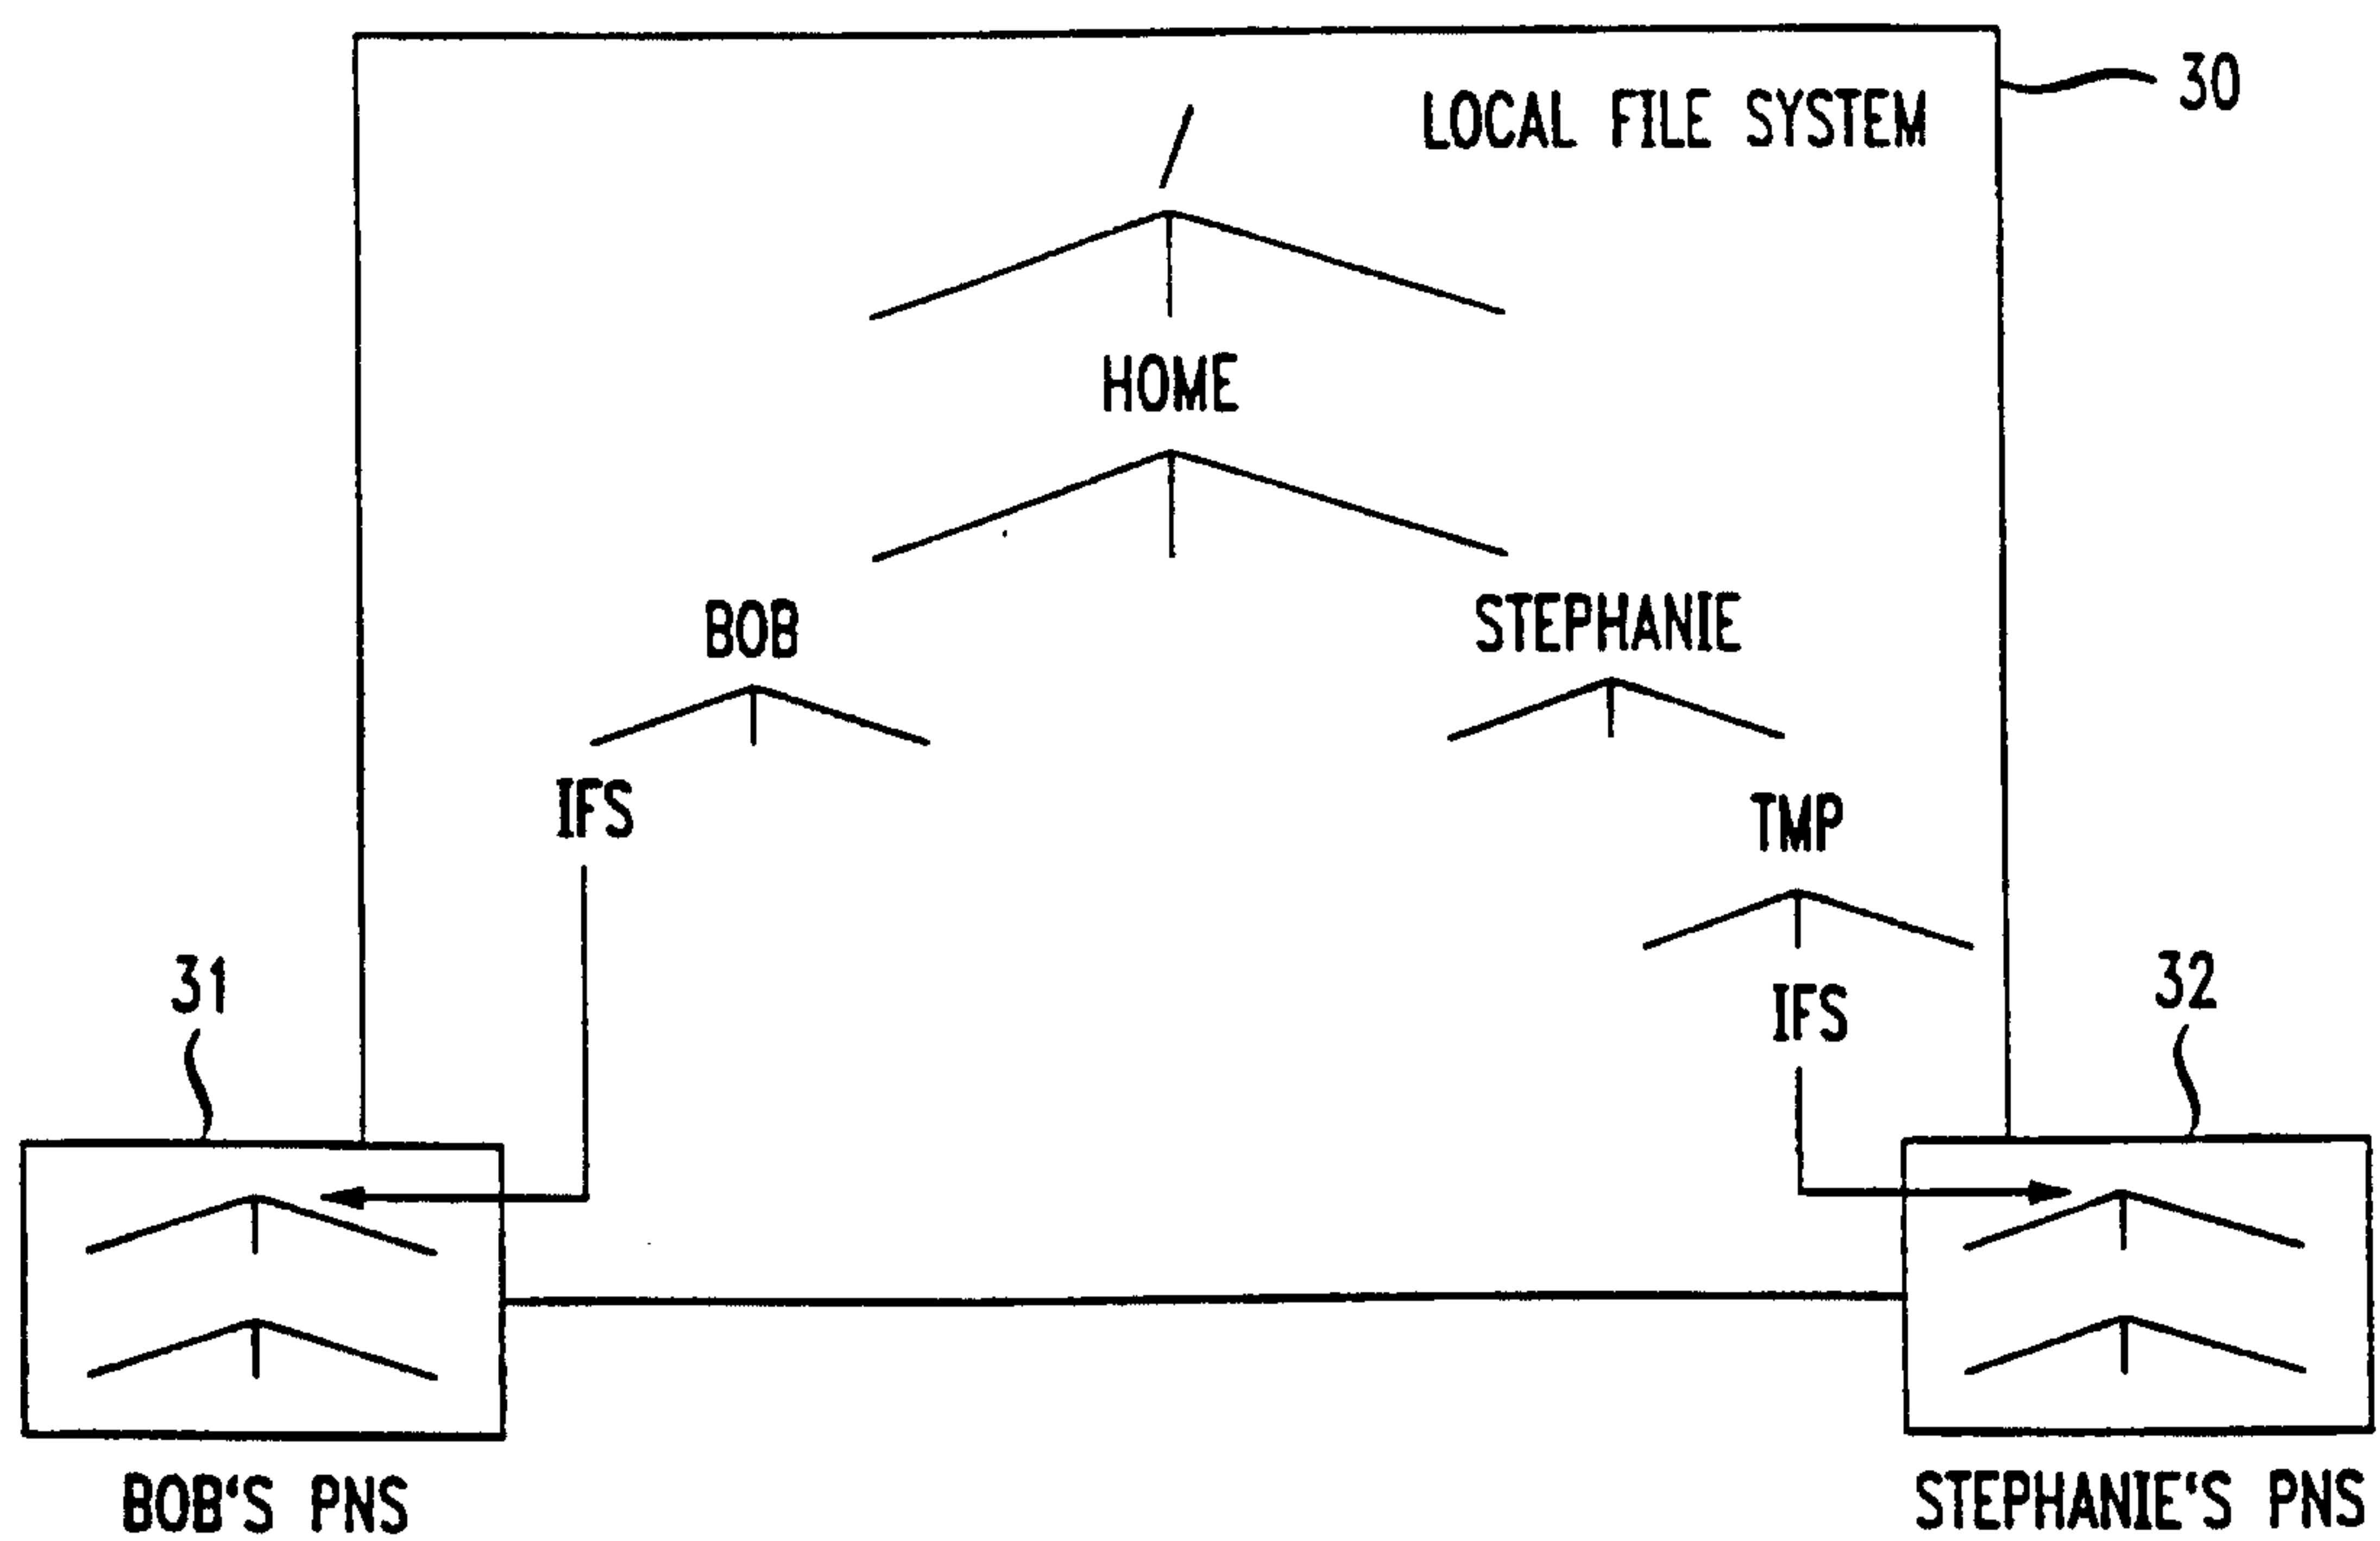 30
LOCAL FILE SYSTEM
/
HOME
BOB
STEPHANIE
IFS
TMP
31
32
IFS
BOB'S PNS
STEPHANIE'S PNS